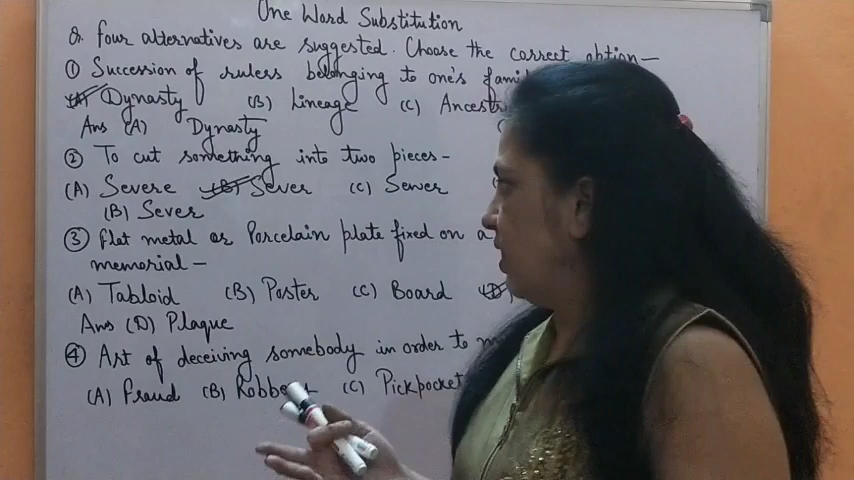 One Word Substitution
Q. Four alternatives are suggested. Choose the correct option—
① Succession of rulers belonging to one's
(A) Dynasty (B) Lineage (C)
Ans (A) Dynasty
② To cut something into two pieces-
(A) Severe (B) Sever (C) Sewer
(B) Sever
③ Flat metal or Porcelain plate fixed on a
memorial—
(A) Tabloid (B) Poster (C) Board (D)
Ans (D) Plaque
④ Art of deceiving somebody in order to
(A) Fraud (B) (C) Pickpocket